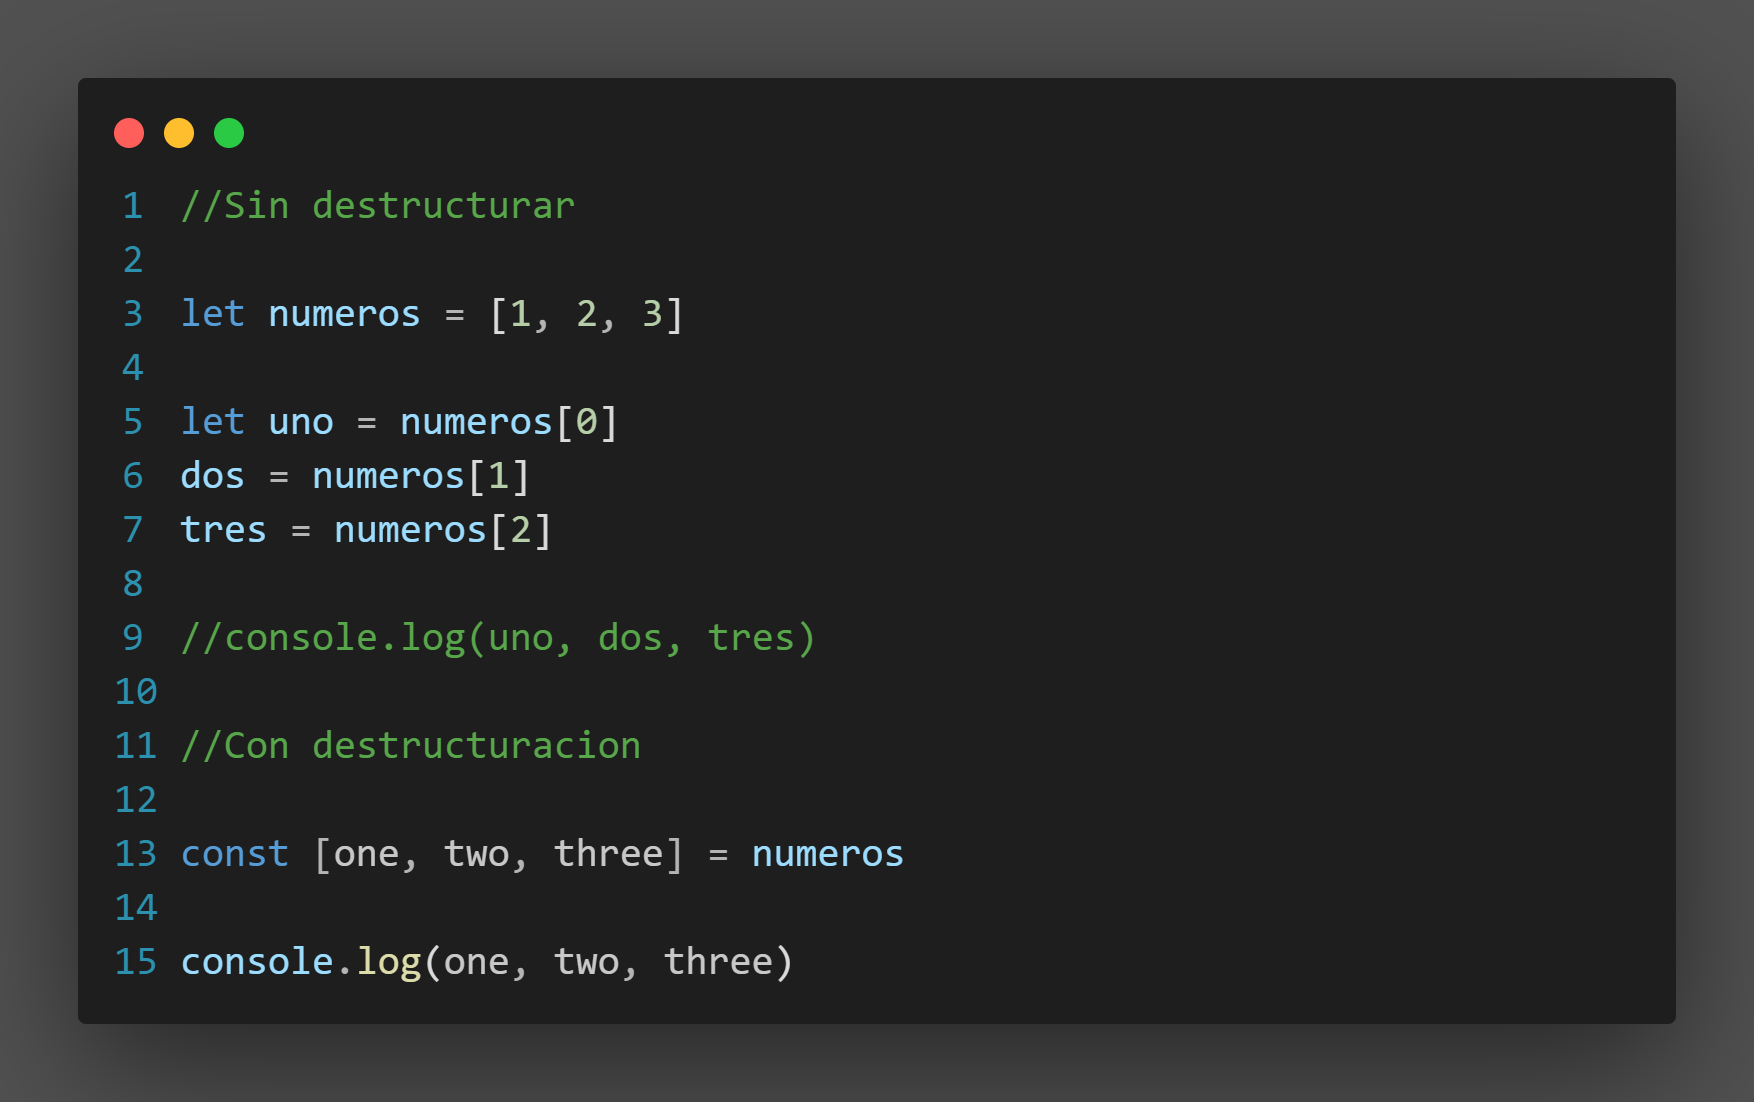 1 //Sin destructurar
2
3 let numeros = [1, 2, 3]
4
5 let uno = numeros[0]
6 dos = numeros[1]
7 tres = numeros[2]
8
9 //console.log(uno, dos, tres)
10
11 //Con destructuracion
12
13 const [one, two, three] = numeros
14
15 console.log(one, two, three)